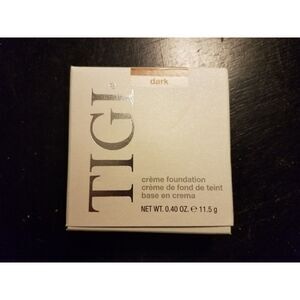 dark
TIGI®
crème foundation
crème de fond de teint
base en crema
NET WT. 0.40 OZ. ℮ 11.5 g